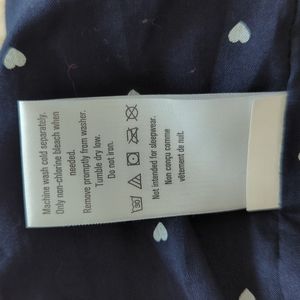 Machine wash cold separately.
Only non-chlorine bleach when
needed.
Remove promptly from washer.
Tumble dry low.
Do not iron.
30
Not intended for sleepwear.
Non conçu comme
vêtement de nuit.